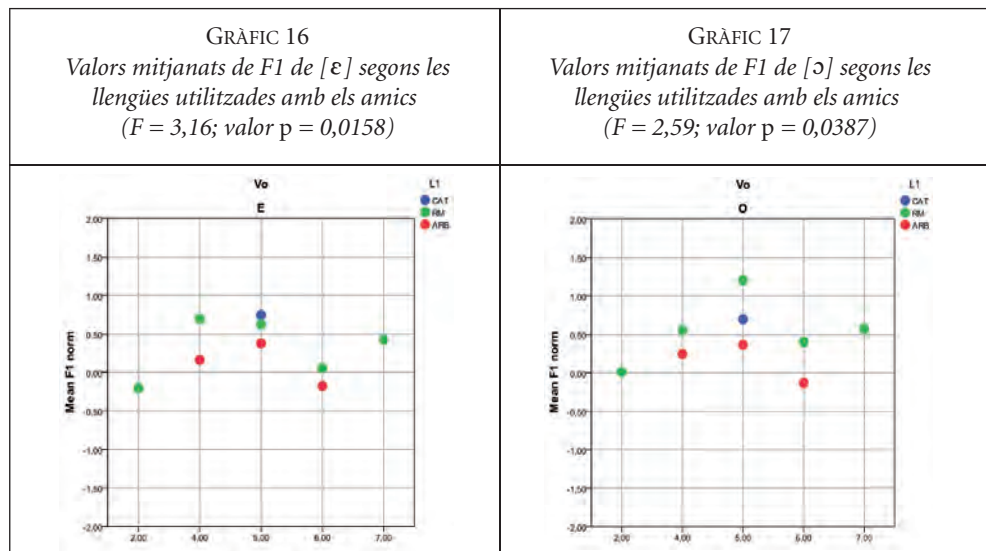 GRÀFIC 16
Valors mitjanats de F1 de [ɛ] segons les
llengües utilitzades amb els amics
(F = 3,16; valor p = 0,0158)
GRÀFIC 17
Valors mitjanats de F1 de [ɔ] segons les
llengües utilitzades amb els amics
(F = 2,59; valor p = 0,0387)
Vo
E
L1
CAT
RM
ARB
Mean F1 norm
2,00
1,50
1,00
0,50
0,00
-0,50
-1,00
-1,50
-2,00
2,00 4,00 5,00 6,00 7,00
Vo
O
L1
CAT
RM
ARB
Mean F1 norm
2,00
1,50
1,00
0,50
0,00
-0,50
-1,00
-1,50
-2,00
2,00 4,00 5,00 6,00 7,00